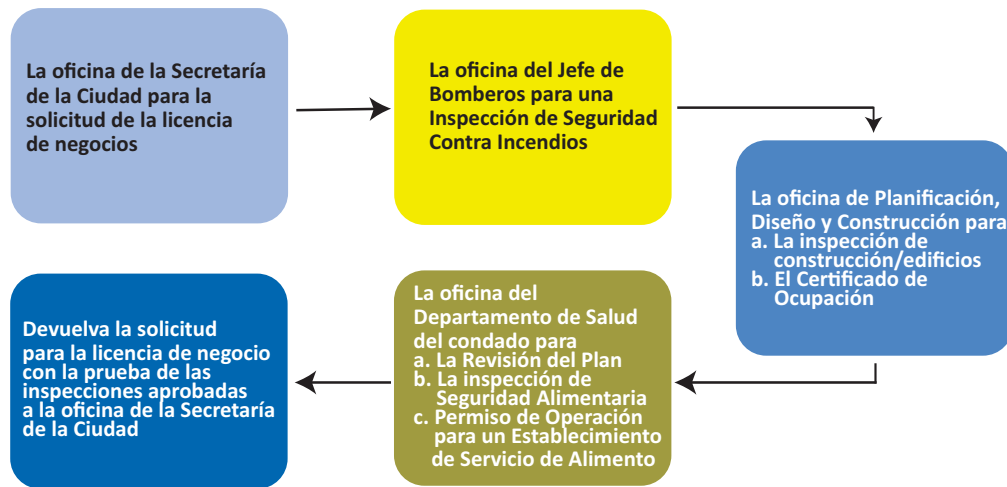 La oficina de la Secretaría
de la Ciudad para la
solicitud de la licencia
de negocios
La oficina del Jefe de
Bomberos para una
Inspección de Seguridad
Contra Incendios
La oficina de Planificación,
Diseño y Construcción para
a. La inspección de
construcción/edificios
b. El Certificado de
Ocupación
La oficina del
Departamento de Salud
del condado para
a. La Revisión del Plan
b. La inspección de
Seguridad Alimentaria
c. Permiso de Operación
para un Establecimiento
de Servicio de Alimento
Devuelva la solicitud
para la licencia de negocio
con la prueba de las
inspecciones aprobadas
a la oficina de la Secretaría
de la Ciudad